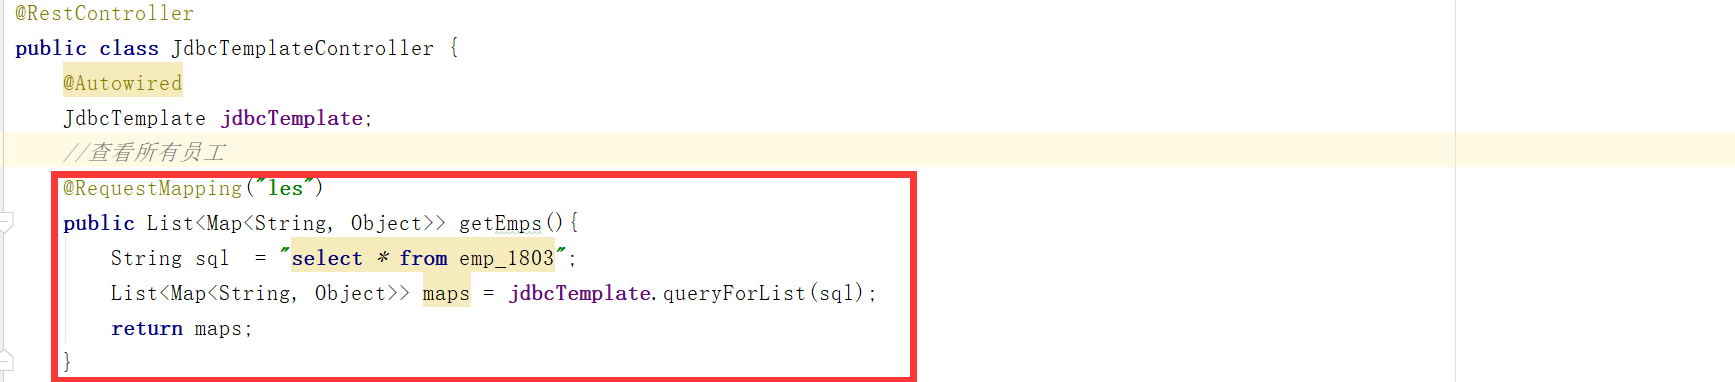 @RestController
public class JdbcTemplateController {
@Autowired
JdbcTemplate jdbcTemplate;
//查看所有员工
@RequestMapping("les")
public List<Map<String, Object>> getEmps(){
String sql  = "select * from emp_1803";
List<Map<String, Object>> maps = jdbcTemplate.queryForList(sql);
return maps;
}